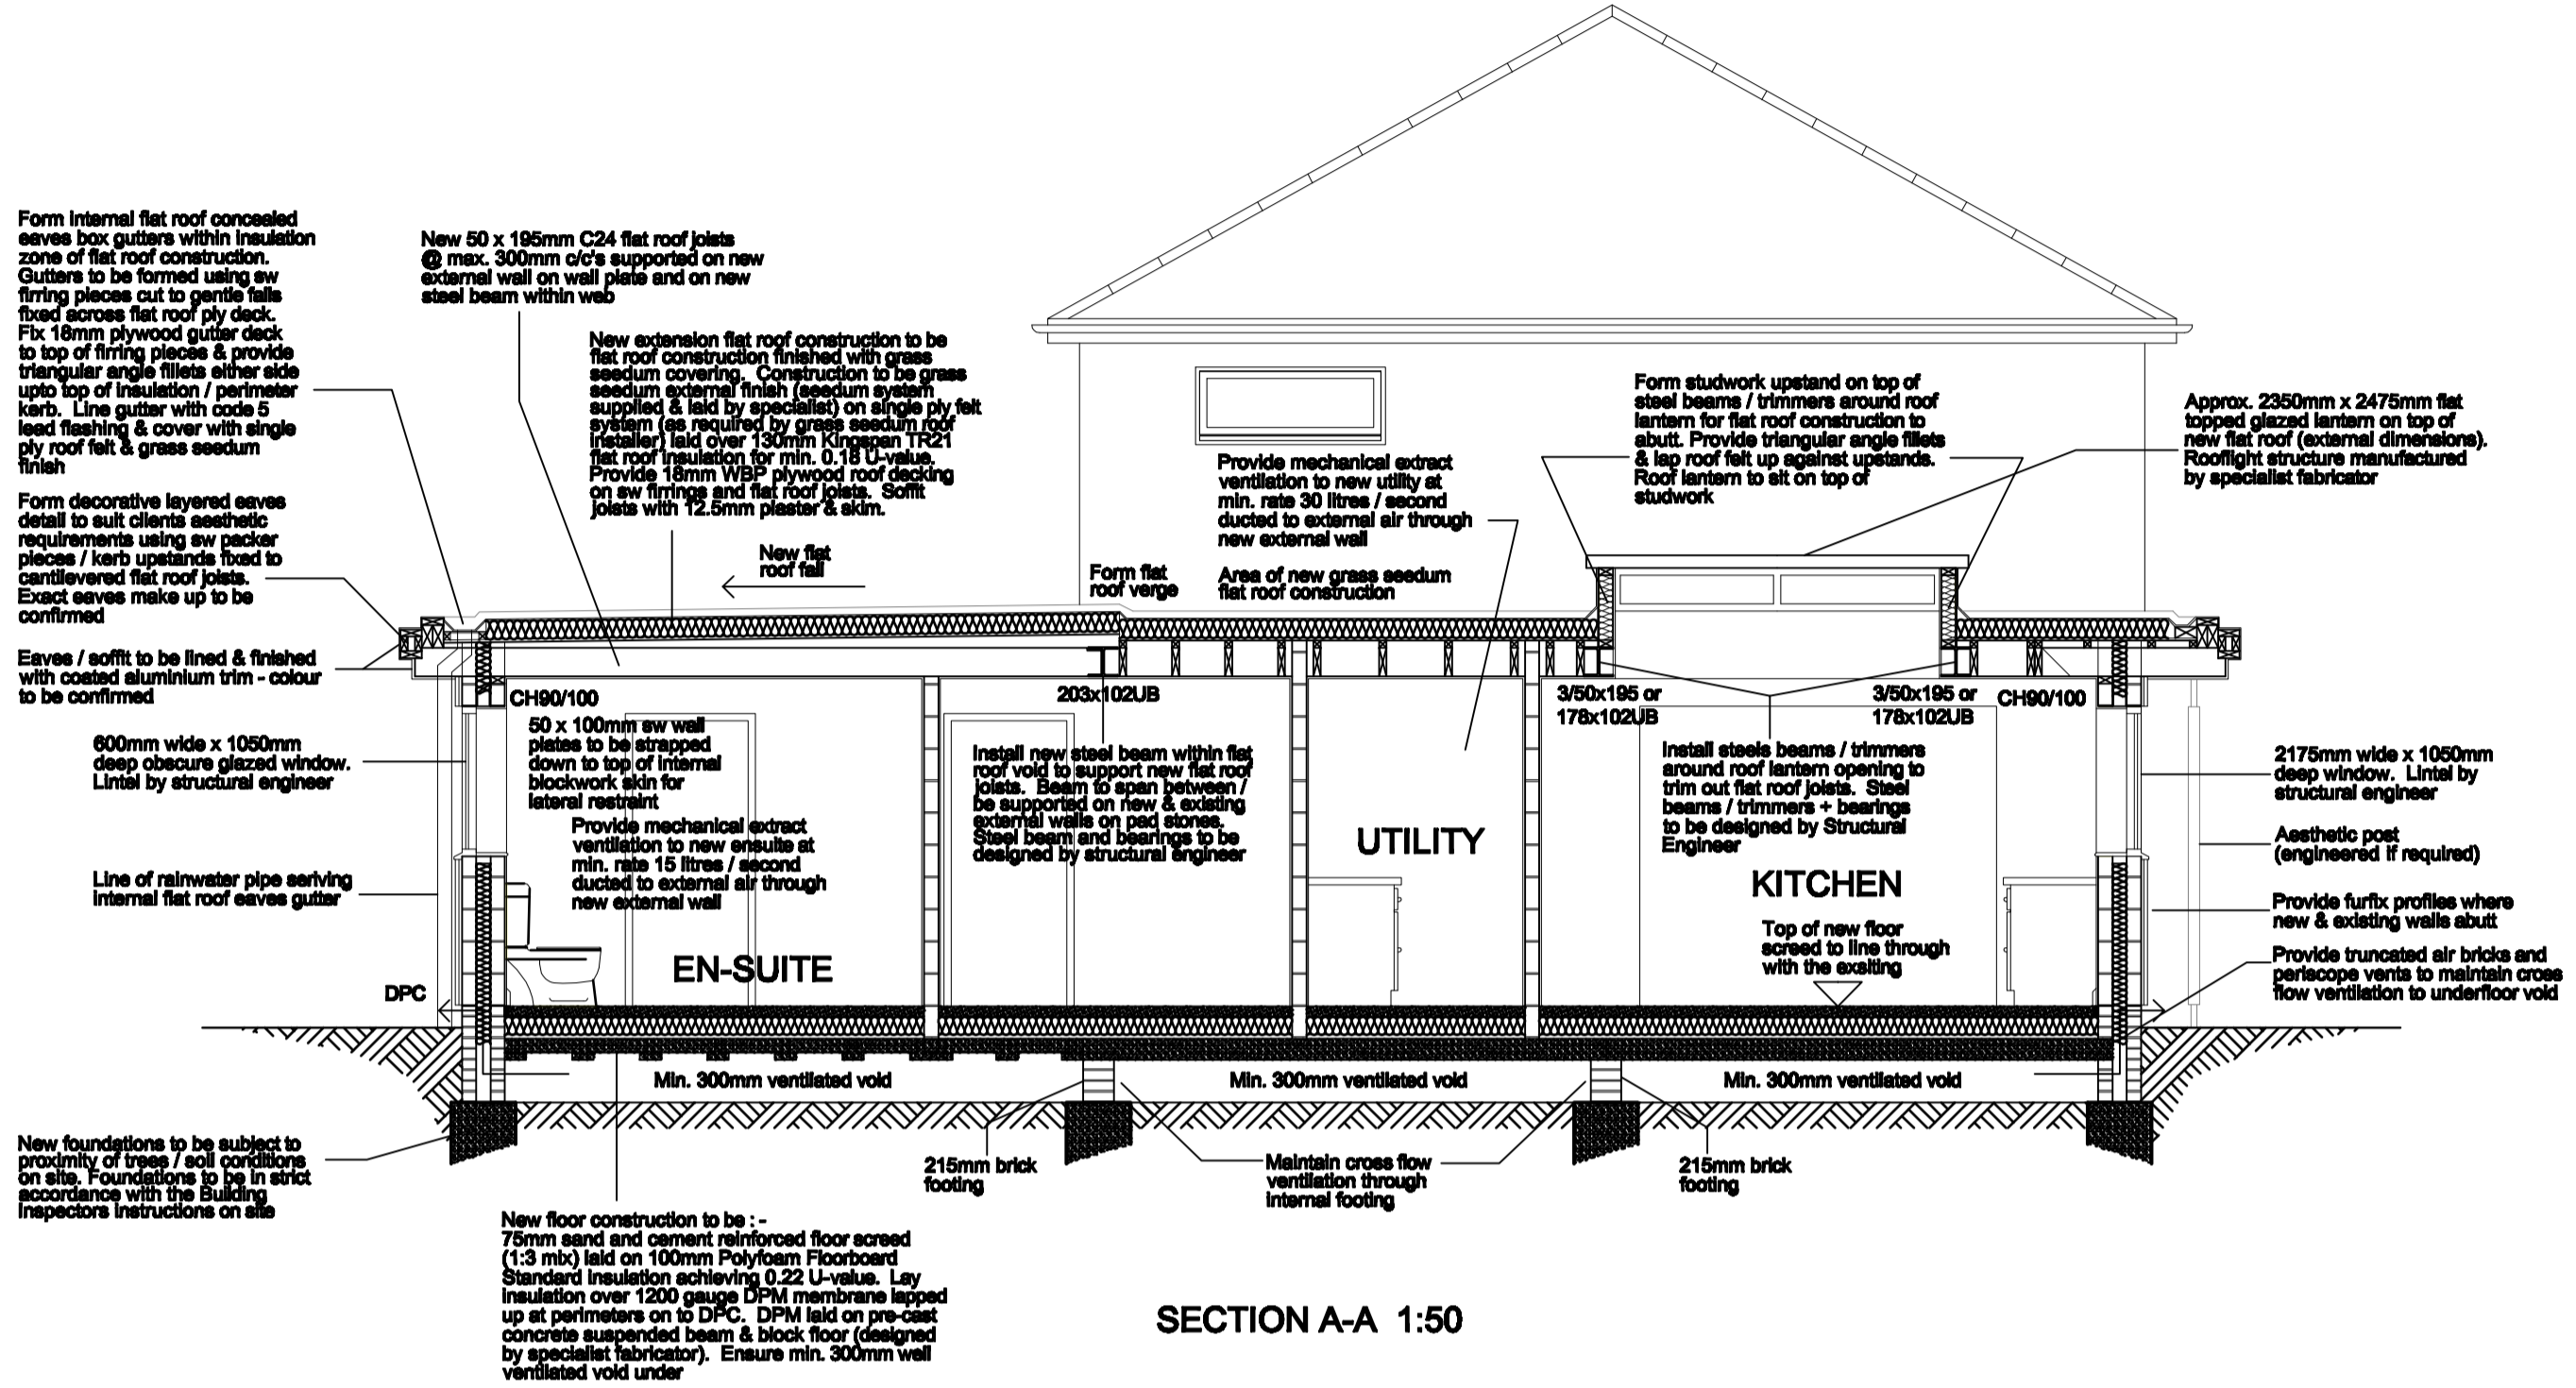 Form internal flat roof concealed
eaves box gutters within insulation
zone of flat roof construction.
Gutters to be formed using sw
firring pieces cut to gentle falls
fixed across flat roof ply deck.
Fix 18mm plywood gutter deck
to top of firring pieces & provide
triangular angle fillets either side
upto top of insulation / perimeter
kerb. Line gutter with code 5
lead flashing & cover with single
ply roof felt & grass seedum
finish
Form decorative layered eaves
detail to suit clients aesthetic
requirements using sw packer
pieces / kerb upstands fixed to
cantilevered flat roof joists.
Exact eaves make up to be
confirmed
Eaves / soffit to be lined & finished
with coated aluminium trim - colour
to be confirmed
600mm wide x 1050mm
deep obscure glazed window.
Lintel by structural engineer
Line of rainwater pipe seriving
internal flat roof eaves gutter
DPC
New foundations to be subject to
proximity of trees / soil conditions
on site. Foundations to be in strict
accordance with the Building
Inspectors instructions on site
New 50 x 195mm C24 flat roof joists
@ max. 300mm c/c's supported on new
external wall on wall plate and on new
steel beam within web
New extension flat roof construction to be
flat roof construction finished with grass
seedum covering. Construction to be grass
seedum external finish (seedum system
supplied & laid by specialist) on single ply felt
system (as required by grass seedum roof
installer) laid over 130mm Kingspan TR21
flat roof insulation for min. 0.18 U-value.
Provide 18mm WBP plywood roof decking
on sw firrings and flat roof joists. Soffit
joists with 12.5mm plaster & skim.
New flat
roof fall
Form flat
roof verge
Provide mechanical extract
ventilation to new utility at
min. rate 30 litres / second
ducted to external air through
new external wall
Area of new grass seedum
flat roof construction
Form studwork upstand on top of
steel beams / trimmers around roof
lantern for flat roof construction to
abutt. Provide triangular angle fillets
& lap roof felt up against upstands.
Roof lantern to sit on top of
studwork
Approx. 2350mm x 2475mm flat
topped glazed lantern on top of
new flat roof (external dimensions).
Rooflight structure manufactured
by specialist fabricator
CH90/100
50 x 100mm sw wall
plates to be strapped
down to top of internal
blockwork skin for
lateral restraint
Provide mechanical extract
ventilation to new ensuite at
min. rate 15 litres / second
ducted to external air through
new external wall
EN-SUITE
203x102UB
Install new steel beam within flat
roof void to support new flat roof
joists. Beam to span between /
be supported on new & existing
external walls on pad stones.
Steel beam and bearings to be
designed by structural engineer
UTILITY
3/50x195 or
178x102UB
3/50x195 or
178x102UB
CH90/100
Install steels beams / trimmers
around roof lantern opening to
trim out flat roof joists. Steel
beams / trimmers + bearings
to be designed by Structural
Engineer
KITCHEN
Top of new floor
screed to line through
with the exsiting
2175mm wide x 1050mm
deep window. Lintel by
structural engineer
Aesthetic post
(engineered if required)
Provide furfix profiles where
new & existing walls abutt
Provide truncated air bricks and
periscope vents to maintain cross
flow ventilation to underfloor void
Min. 300mm ventilated void
Min. 300mm ventilated void
Min. 300mm ventilated void
215mm brick
footing
Maintain cross flow
ventilation through
internal footing
215mm brick
footing
New floor construction to be : -
75mm sand and cement reinforced floor screed
(1:3 mix) laid on 100mm Polyfoam Floorboard
Standard insulation achieving 0.22 U-value. Lay
insulation over 1200 gauge DPM membrane lapped
up at perimeters on to DPC. DPM laid on pre-cast
concrete suspended beam & block floor (designed
by specialist fabricator). Ensure min. 300mm well
ventilated void under
SECTION A-A 1:50